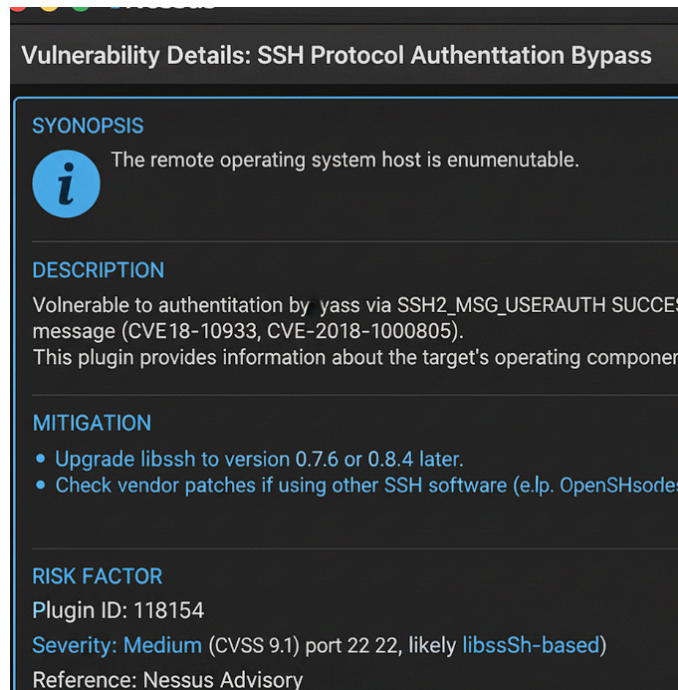 Nessus
Vulnerability Details: SSH Protocol Authenttation Bypass
SYONOPSIS
i
The remote operating system host is enumenutable.
DESCRIPTION
Volnerable to authentitation by yass via SSH2_MSG_USERAUTH SUCCES
message (CVE18-10933, CVE-2018-1000805).
This plugin provides information about the target's operating componen
MITIGATION
• Upgrade libssh to version 0.7.6 or 0.8.4 later.
• Check vendor patches if using other SSH software (e.lp. OpenSHsodes
RISK FACTOR
Plugin ID: 118154
Severity: Medium (CVSS 9.1) port 22 22, likely libssSh-based)
Reference: Nessus Advisory